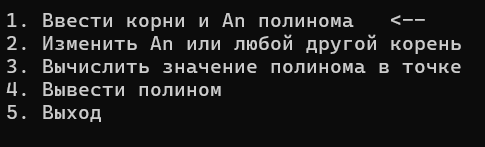 1. Ввести корни и An полинома   <--
2. Изменить An или любой другой корень
3. Вычислить значение полинома в точке
4. Вывести полином
5. Выход